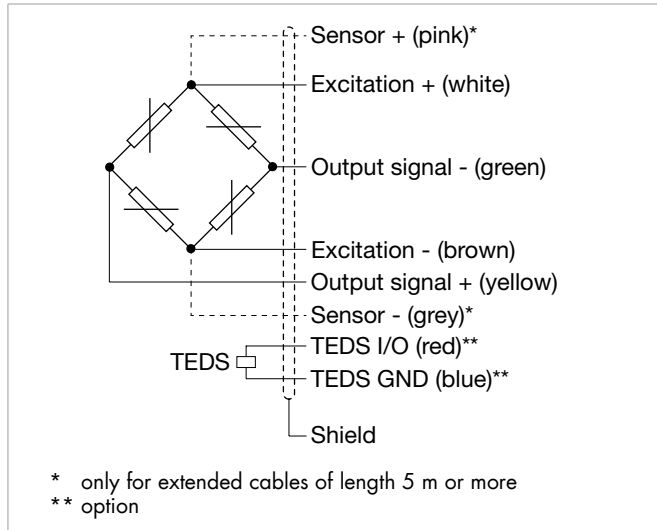 Sensor + (pink)*
Excitation + (white)
Output signal - (green)
Excitation - (brown)
Output signal + (yellow)
Sensor - (grey)*
TEDS I/O (red)**
TEDS
TEDS GND (blue)**
Shield
* only for extended cables of length 5 m or more
** option